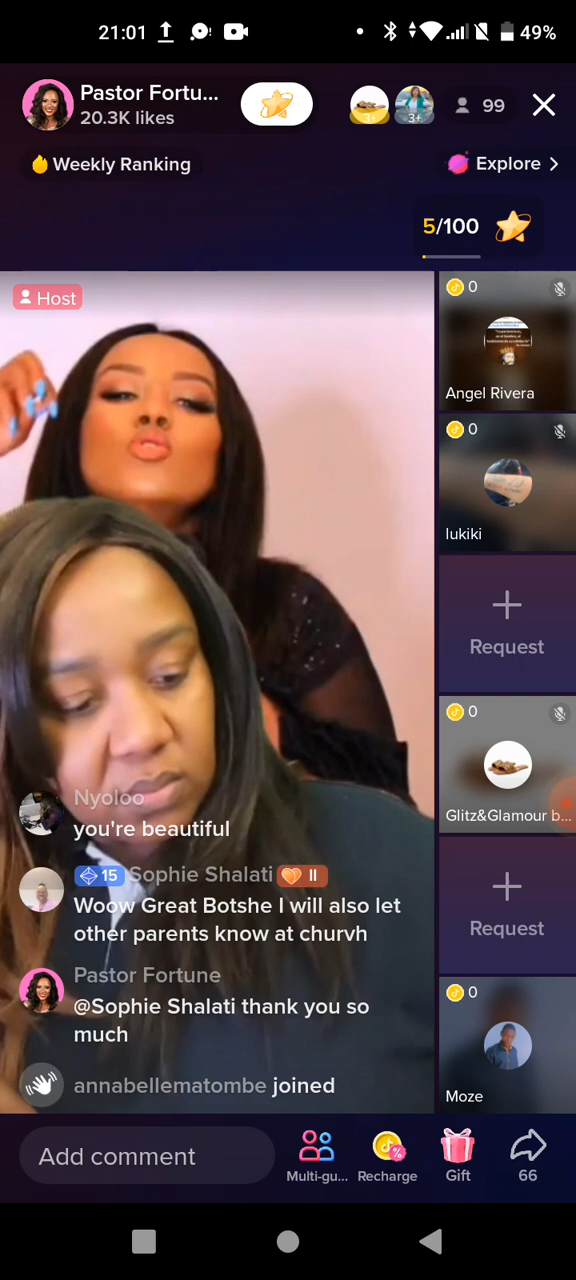 21:01
49%
Pastor Fortu...
20.3K likes
3+
3+
99
Weekly Ranking
Explore >
5/100
Host
0
Angel Rivera
0
lukiki
Request
0
Glitz&Glamour b...
Request
0
Moze
Nyoloo
you're beautiful
15 Sophie Shalati II
Woow Great Botshe I will also let
other parents know at churvh
Pastor Fortune
@Sophie Shalati thank you so
much
annabellematombe joined
Add comment
Multi-gu...
Recharge
Gift
66